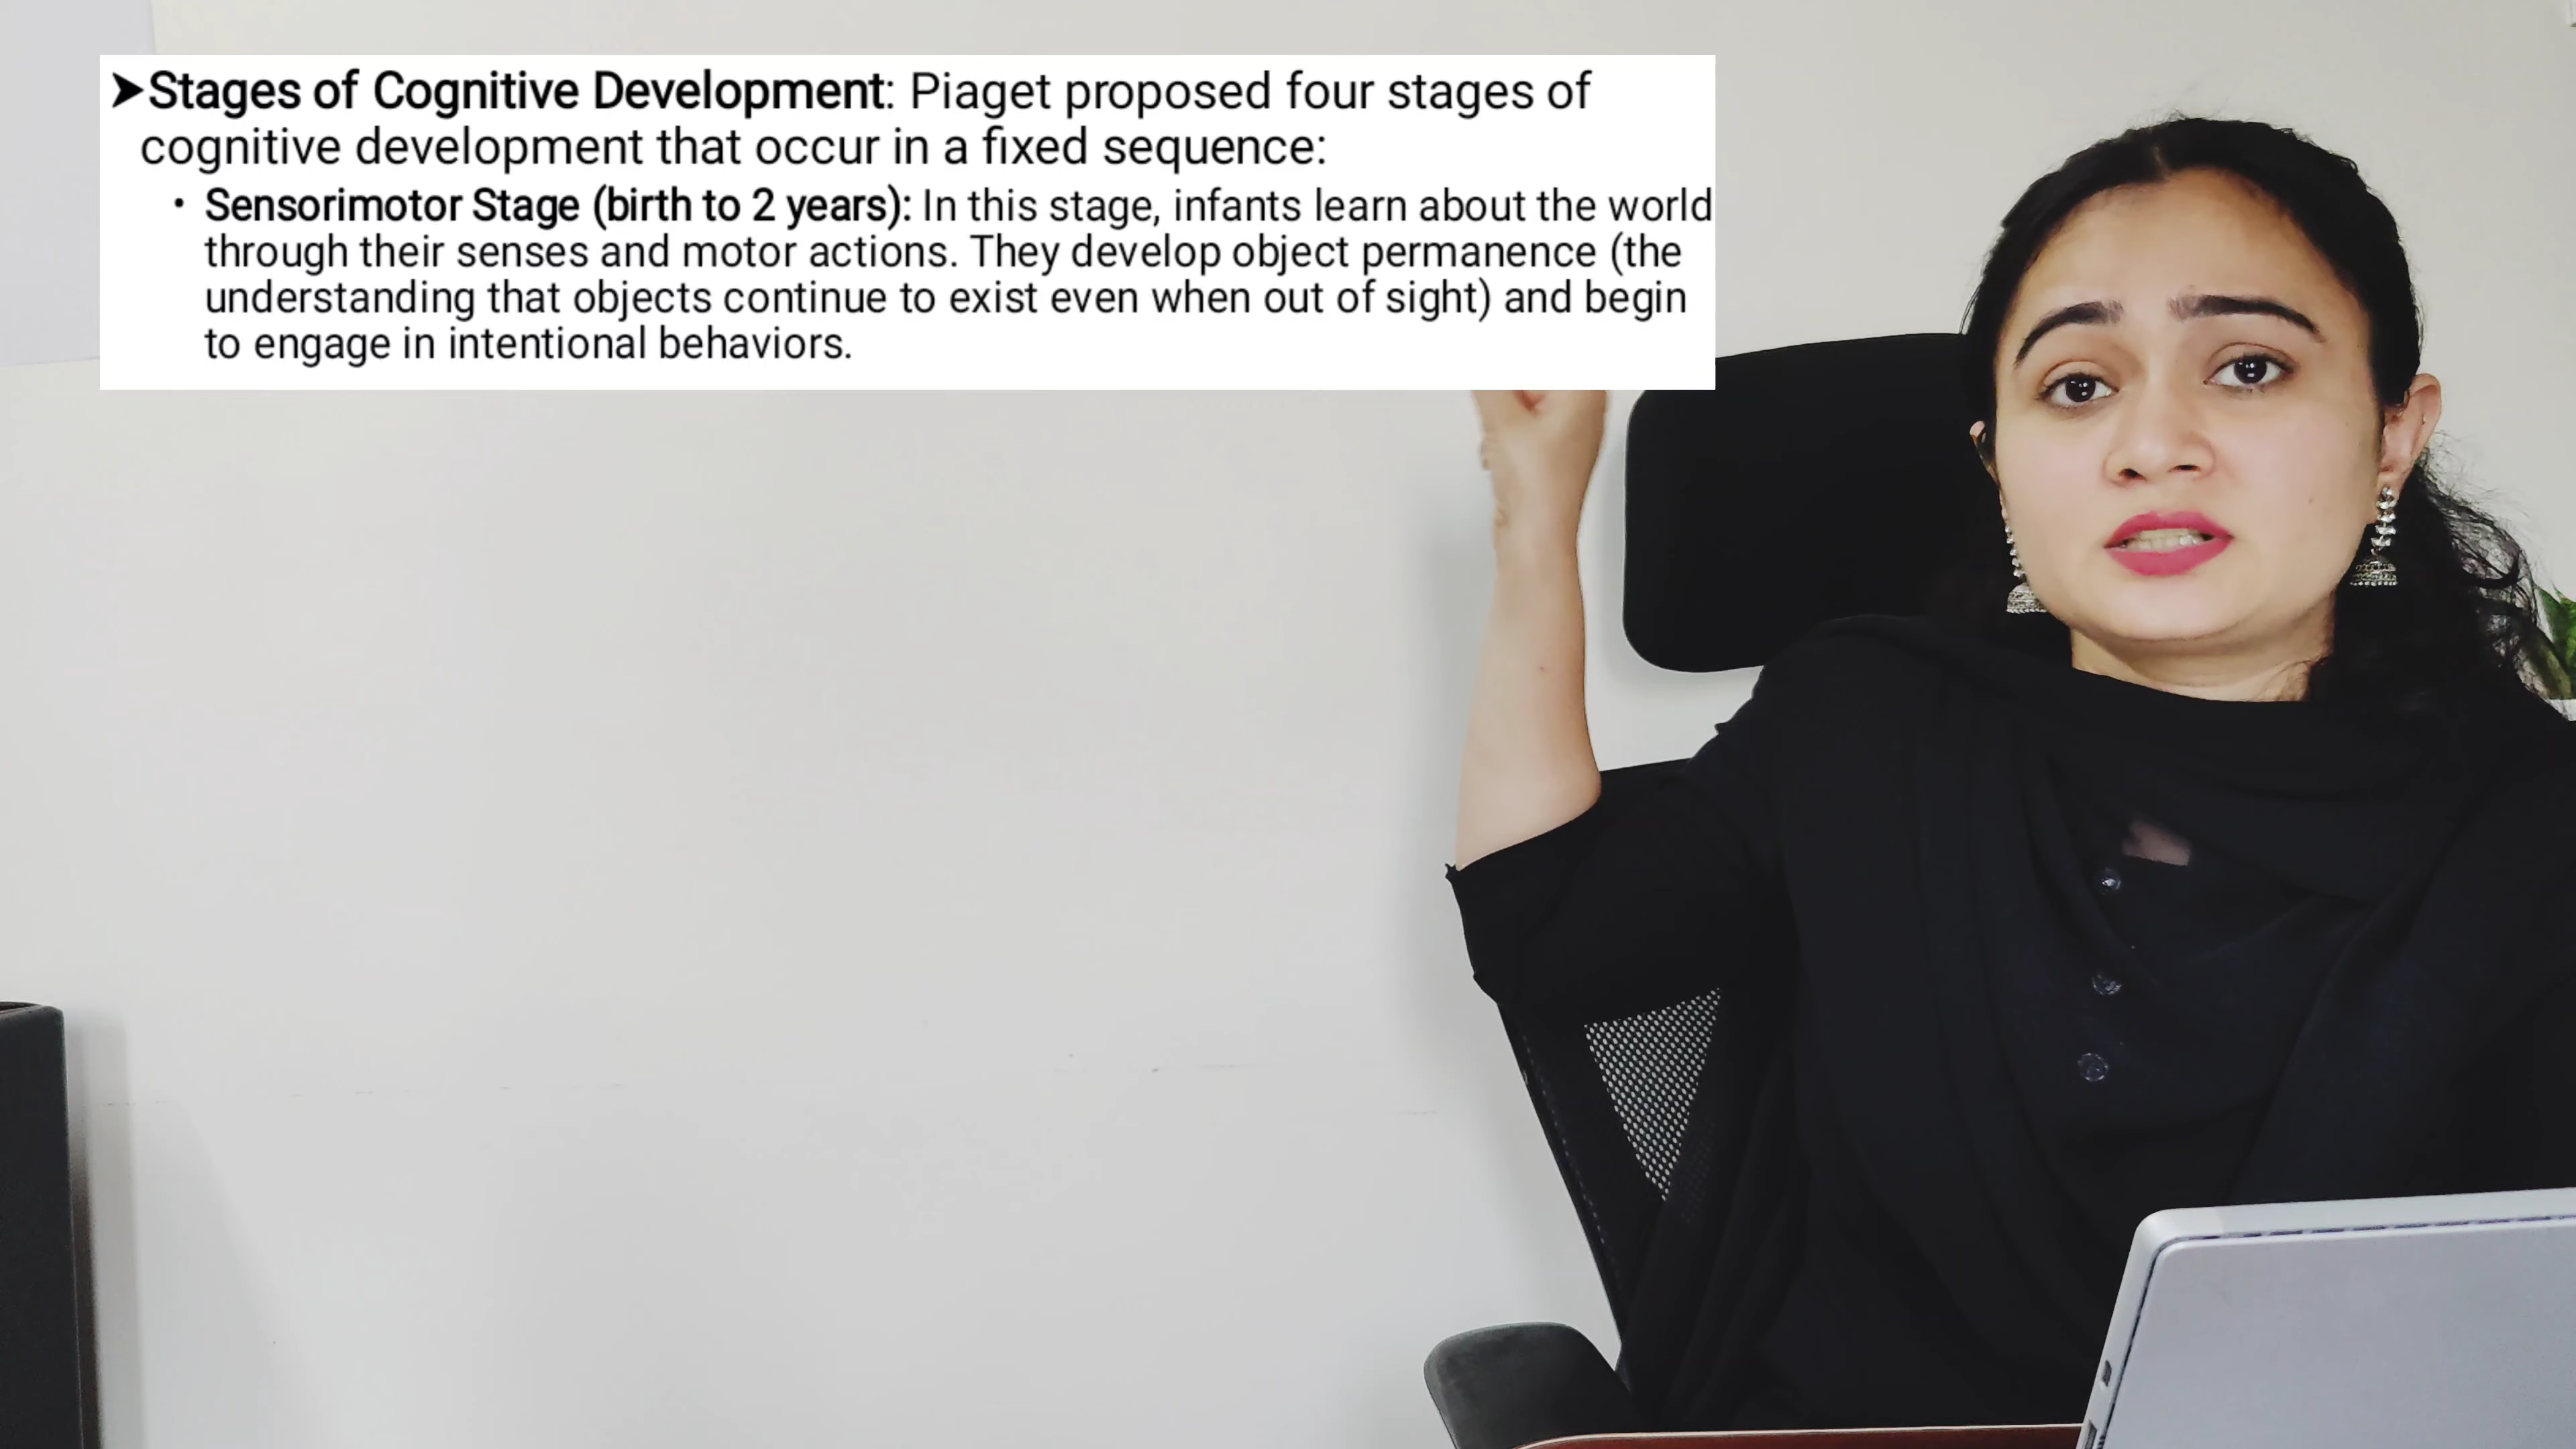 ➤Stages of Cognitive Development: Piaget proposed four stages of
cognitive development that occur in a fixed sequence:
• Sensorimotor Stage (birth to 2 years): In this stage, infants learn about the world
through their senses and motor actions. They develop object permanence (the
understanding that objects continue to exist even when out of sight) and begin
to engage in intentional behaviors.